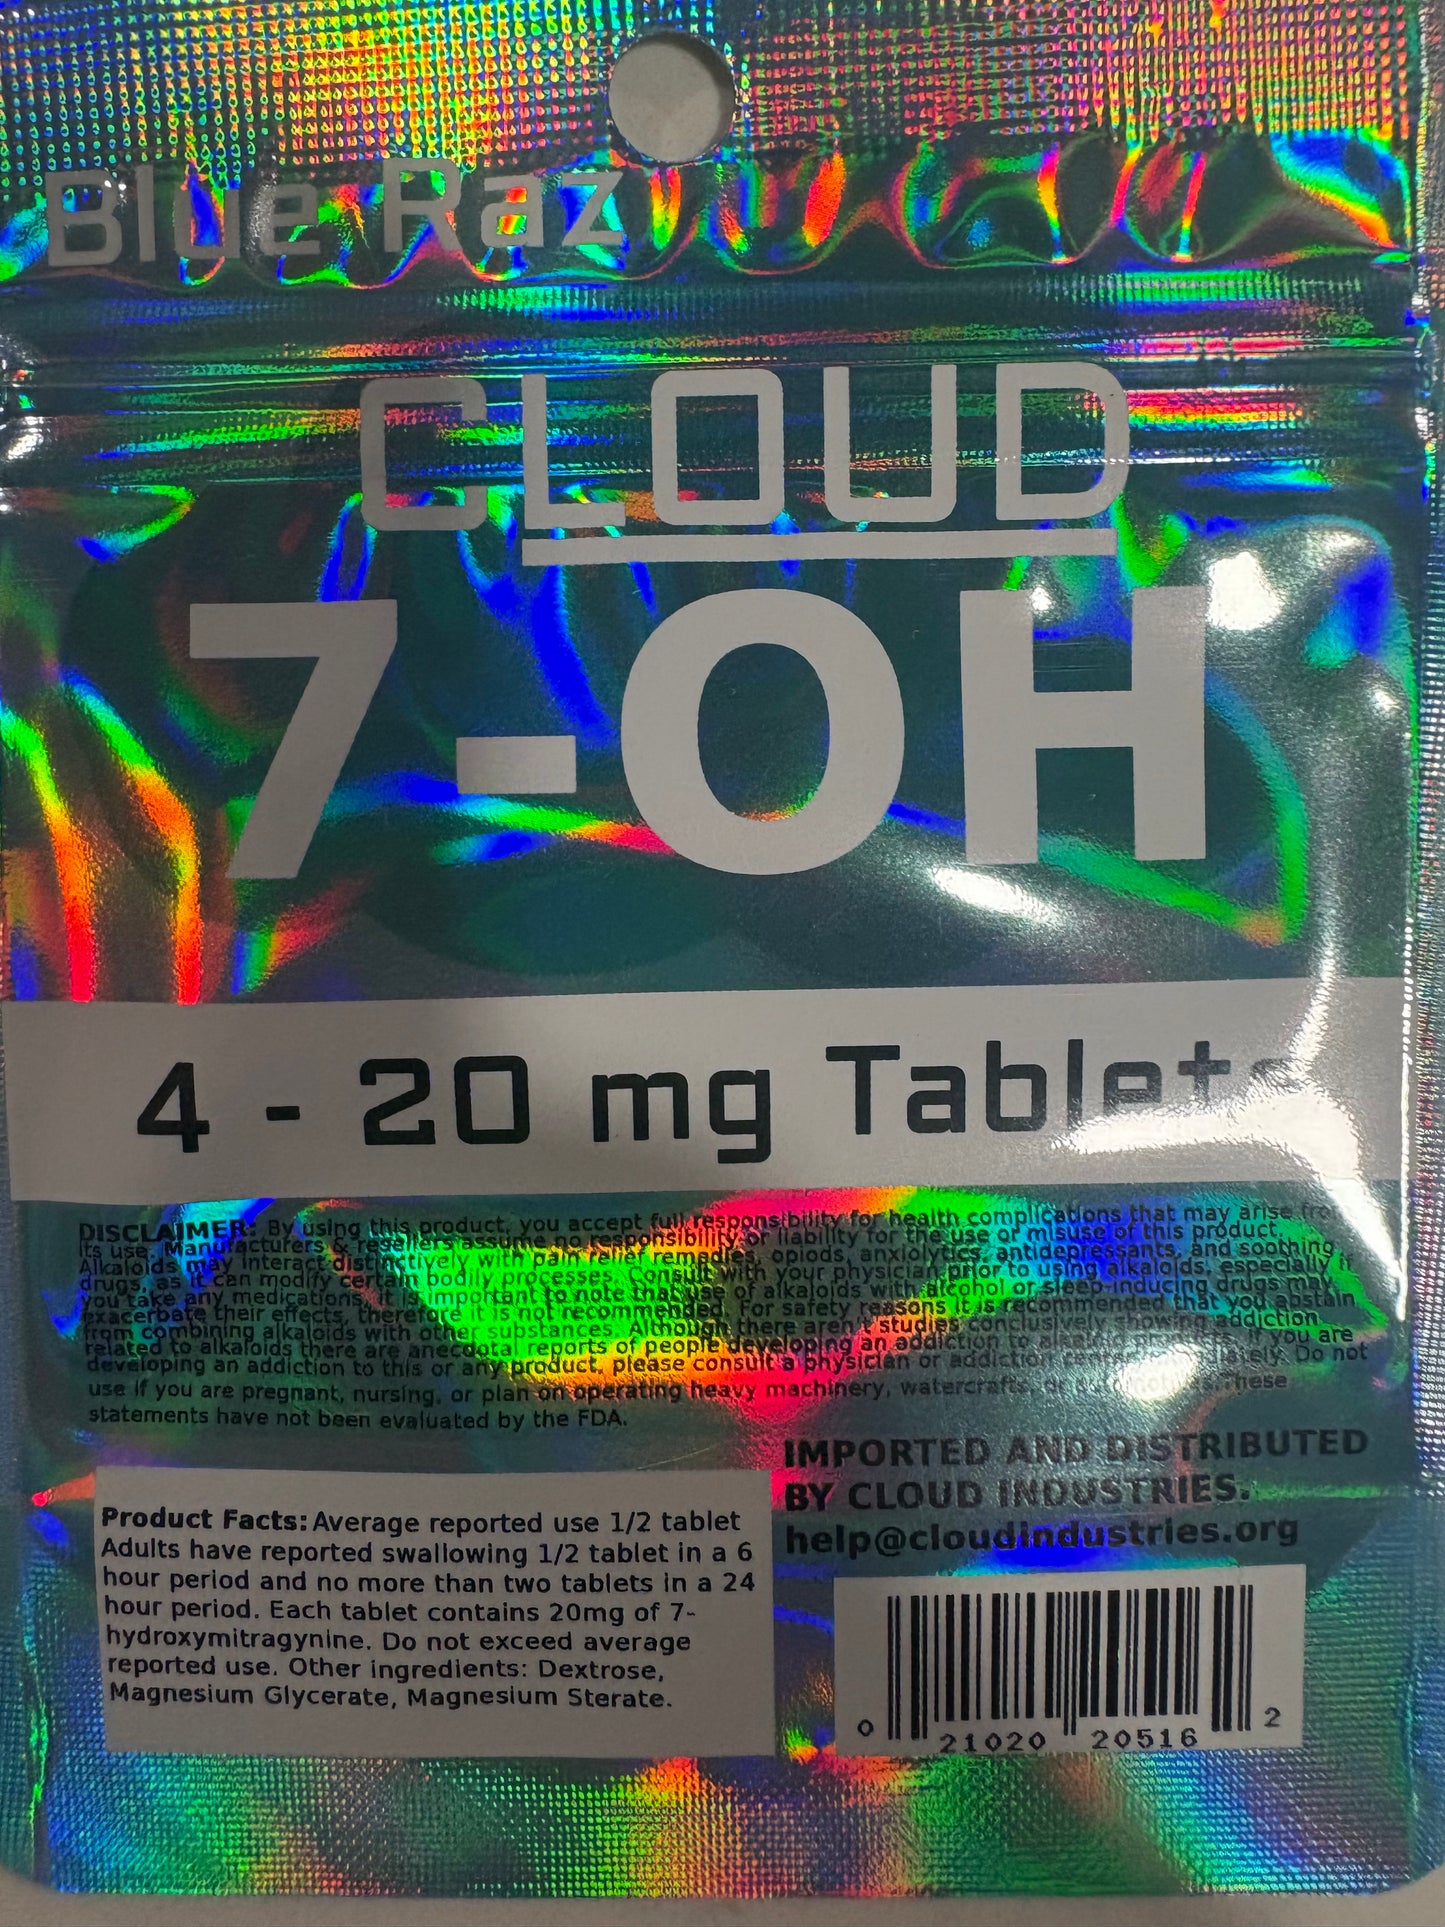 Blue Raz
CLOUD
7-OH
4 - 20 mg Tablets
DISCLAIMER: By using this product, you accept full responsibility for health complications that may arise from
its use. Manufacturers & resellers assume no responsibility or liability for the use or misuse of this product.
Alkaloids may interact distinctively with pain relief remedies, opiods, anxiolytics, antidepressants, and soothing
drugs, as it can modify certain bodily processes. Consult with your physician prior to using alkaloids, especially if
you take any medications, it is important to note that use of alkaloids with alcohol or sleep-inducing drugs may
exacerbate their effects, therefore it is not recommended. For safety reasons it is recommended that you abstain
from combining alkaloids with other substances. Although there aren't studies conclusively showing addiction
related to alkaloids there are anecdotal reports of people developing an addiction to alkaloid If you are
developing an addiction to this or any product, please consult a physician or addiction Do not
use if you are pregnant, nursing, or plan on operating heavy machinery, watercrafts, or These
statements have not been evaluated by the FDA.
IMPORTED AND DISTRIBUTED
BY CLOUD INDUSTRIES.
help@cloudindustries.org
Product Facts: Average reported use 1/2 tablet
Adults have reported swallowing 1/2 tablet in a 6
hour period and no more than two tablets in a 24
hour period. Each tablet contains 20mg of 7-
hydroxymitragynine. Do not exceed average
reported use. Other ingredients: Dextrose,
Magnesium Glycerate, Magnesium Sterate.
0 21020 20516 2